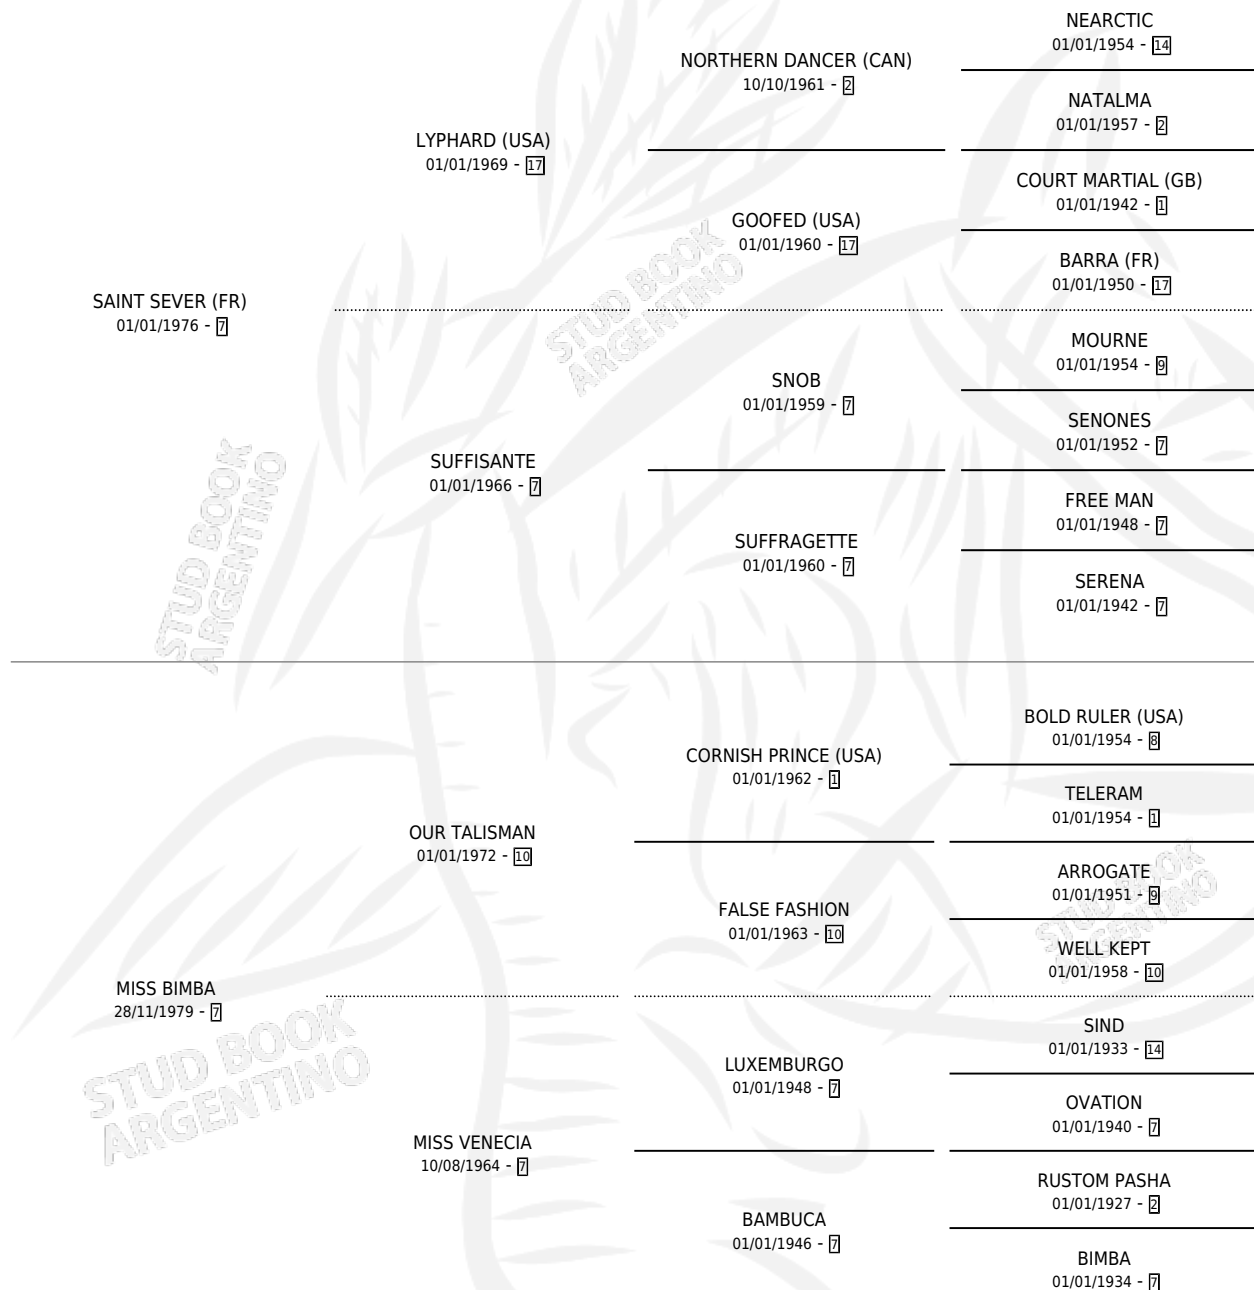 NEARCTIC
01/01/1954 - 14
NORTHERN DANCER (CAN)
10/10/1961 - 2
NATALMA
01/01/1957 - 2
LYPHARD (USA)
01/01/1969 - 17
COURT MARTIAL (GB)
01/01/1942 - 1
GOOFED (USA)
01/01/1960 - 17
BARRA (FR)
01/01/1950 - 17
SAINT SEVER (FR)
01/01/1976 - 7
STUD BOOK
ARGENTINO
MOURNE
01/01/1954 - 9
SNOB
01/01/1959 - 7
SENONES
01/01/1952 - 7
SUFFISANTE
01/01/1966 - 7
FREE MAN
01/01/1948 - 7
SUFFRAGETTE
01/01/1960 - 7
SERENA
01/01/1942 - 7
STUD BOOK
ARGENTINO
BOLD RULER (USA)
01/01/1954 - 8
CORNISH PRINCE (USA)
01/01/1962 - 1
TELERAM
01/01/1954 - 1
OUR TALISMAN
01/01/1972 - 10
ARROGATE
01/01/1951 - 9
FALSE FASHION
01/01/1963 - 10
STUD BOOK
ARGENTINO
WELL KEPT
01/01/1958 - 10
MISS BIMBA
28/11/1979 - 7
STUD BOOK
ARGENTINO
SIND
01/01/1933 - 14
LUXEMBURGO
01/01/1948 - 7
OVATION
01/01/1940 - 7
MISS VENECIA
10/08/1964 - 7
RUSTOM PASHA
01/01/1927 - 2
BAMBUCA
01/01/1946 - 7
BIMBA
01/01/1934 - 7